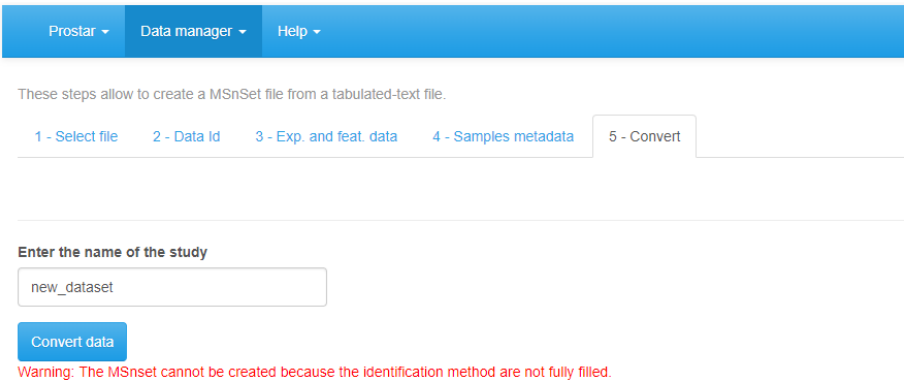 Prostar Data manager Help
These steps allow to create a MSnSet file from a tabulated-text file.
1 - Select file 2 - Data Id 3 - Exp. and feat. data 4 - Samples metadata 5 - Convert
Enter the name of the study
new_dataset
Convert data
Warning: The MSnset cannot be created because the identification method are not fully filled.